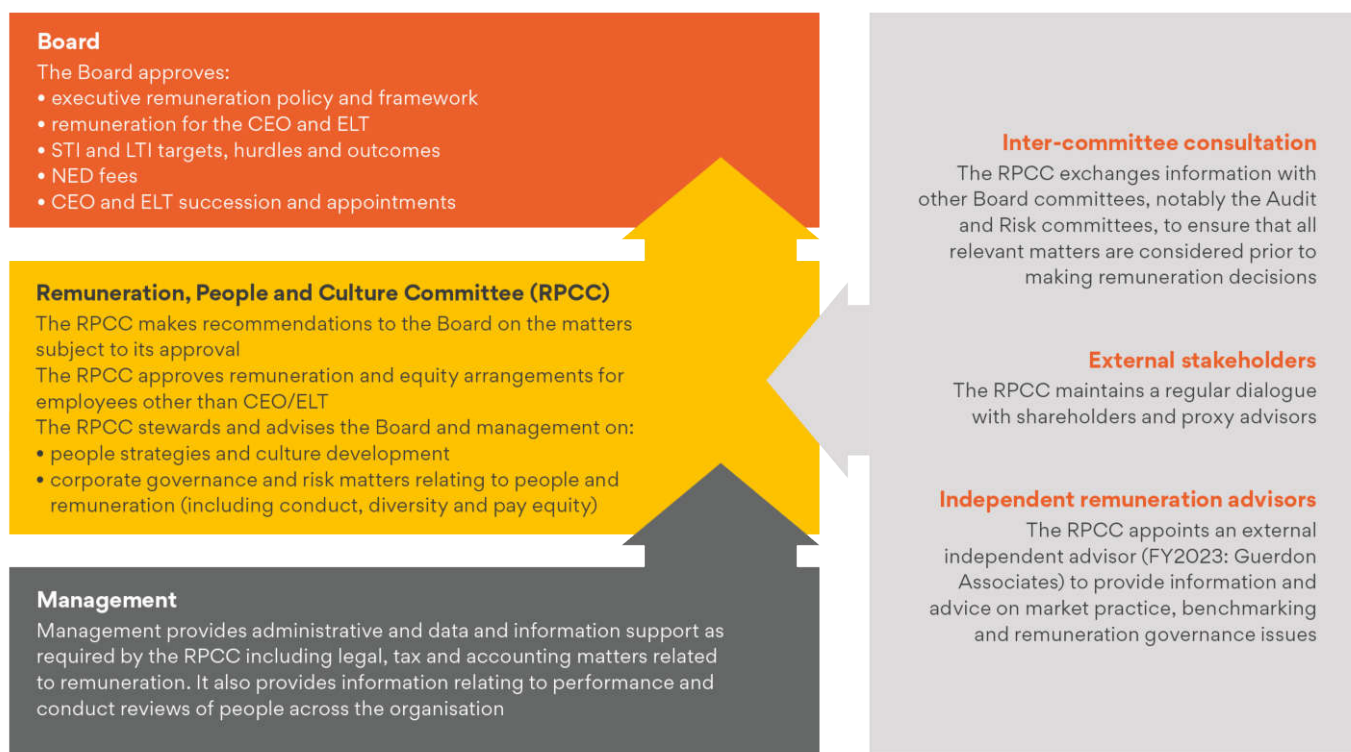 Board
The Board approves:
• executive remuneration policy and framework
• remuneration for the CEO and ELT
• STI and LTI targets, hurdles and outcomes
• NED fees
• CEO and ELT succession and appointments
Remuneration, People and Culture Committee (RPCC)
The RPCC makes recommendations to the Board on the matters
subject to its approval
The RPCC approves remuneration and equity arrangements for
employees other than CEO/ELT
The RPCC stewards and advises the Board and management on:
• people strategies and culture development
• corporate governance and risk matters relating to people and
remuneration (including conduct, diversity and pay equity)
Management
Management provides administrative and data and information support as
required by the RPCC including legal, tax and accounting matters related
to remuneration. It also provides information relating to performance and
conduct reviews of people across the organisation
Inter-committee consultation
The RPCC exchanges information with
other Board committees, notably the Audit
and Risk committees, to ensure that all
relevant matters are considered prior to
making remuneration decisions
External stakeholders
The RPCC maintains a regular dialogue
with shareholders and proxy advisors
Independent remuneration advisors
The RPCC appoints an external
independent advisor (FY2023: Guerdon
Associates) to provide information and
advice on market practice, benchmarking
and remuneration governance issues